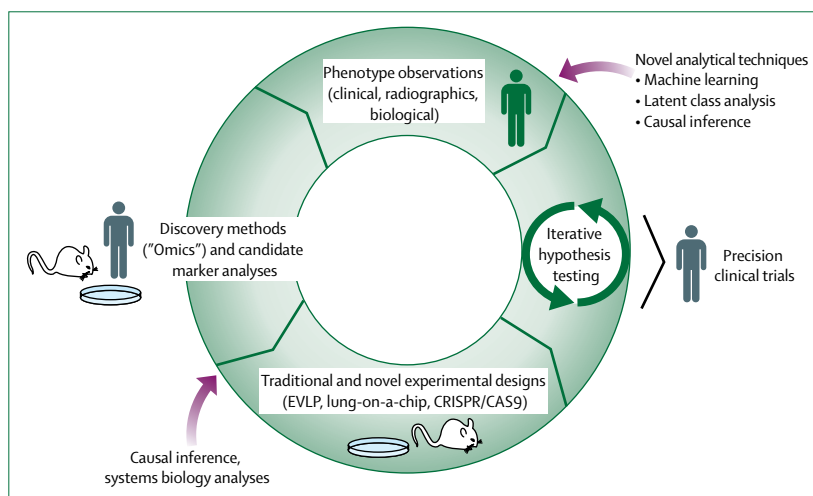 Phenotype observations
(clinical, radiographics,
biological)
Novel analytical techniques
• Machine learning
• Latent class analysis
• Causal inference
Discovery methods
("Omics") and candidate
marker analyses
Iterative
hypothesis
testing
Precision
clinical trials
Traditional and novel experimental designs
(EVLP, lung-on-a-chip, CRISPR/CAS9)
Causal inference,
systems biology analyses